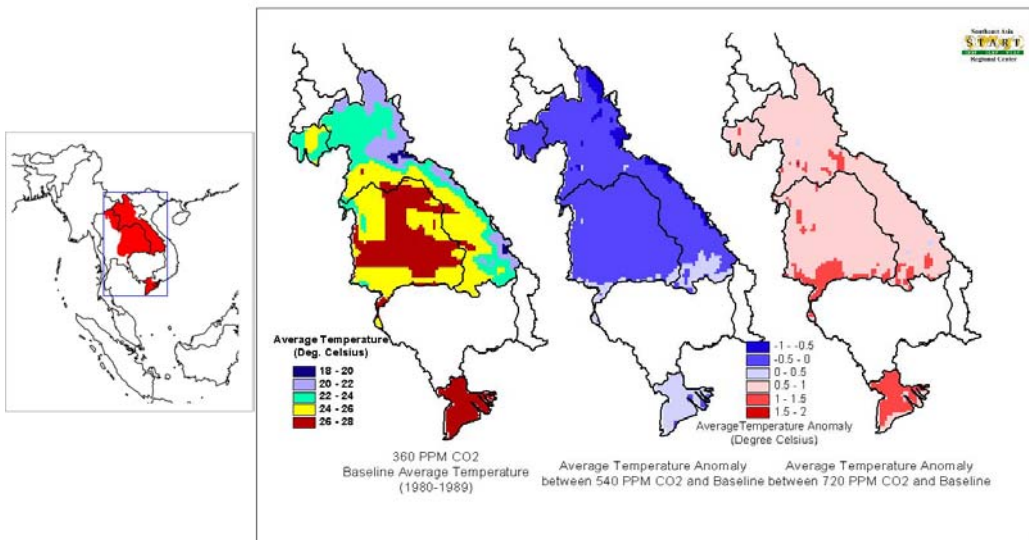 Southeast Asia
START
Regional Center
Average Temperature
(Deg. Celsius)
18 - 20
20 - 22
22 - 24
24 - 26
26 - 28
-1 - -0.5
-0.5 - 0
0 - 0.5
0.5 - 1
1 - 1.5
1.5 - 2
AverageTemperature Anomaly
(Degree Celsius)
360 PPM CO2
Baseline Average Temperature
(1980-1989)
Average Temperature Anomaly
between 540 PPM CO2 and Baseline
Average Temperature Anomaly
between 720 PPM CO2 and Baseline